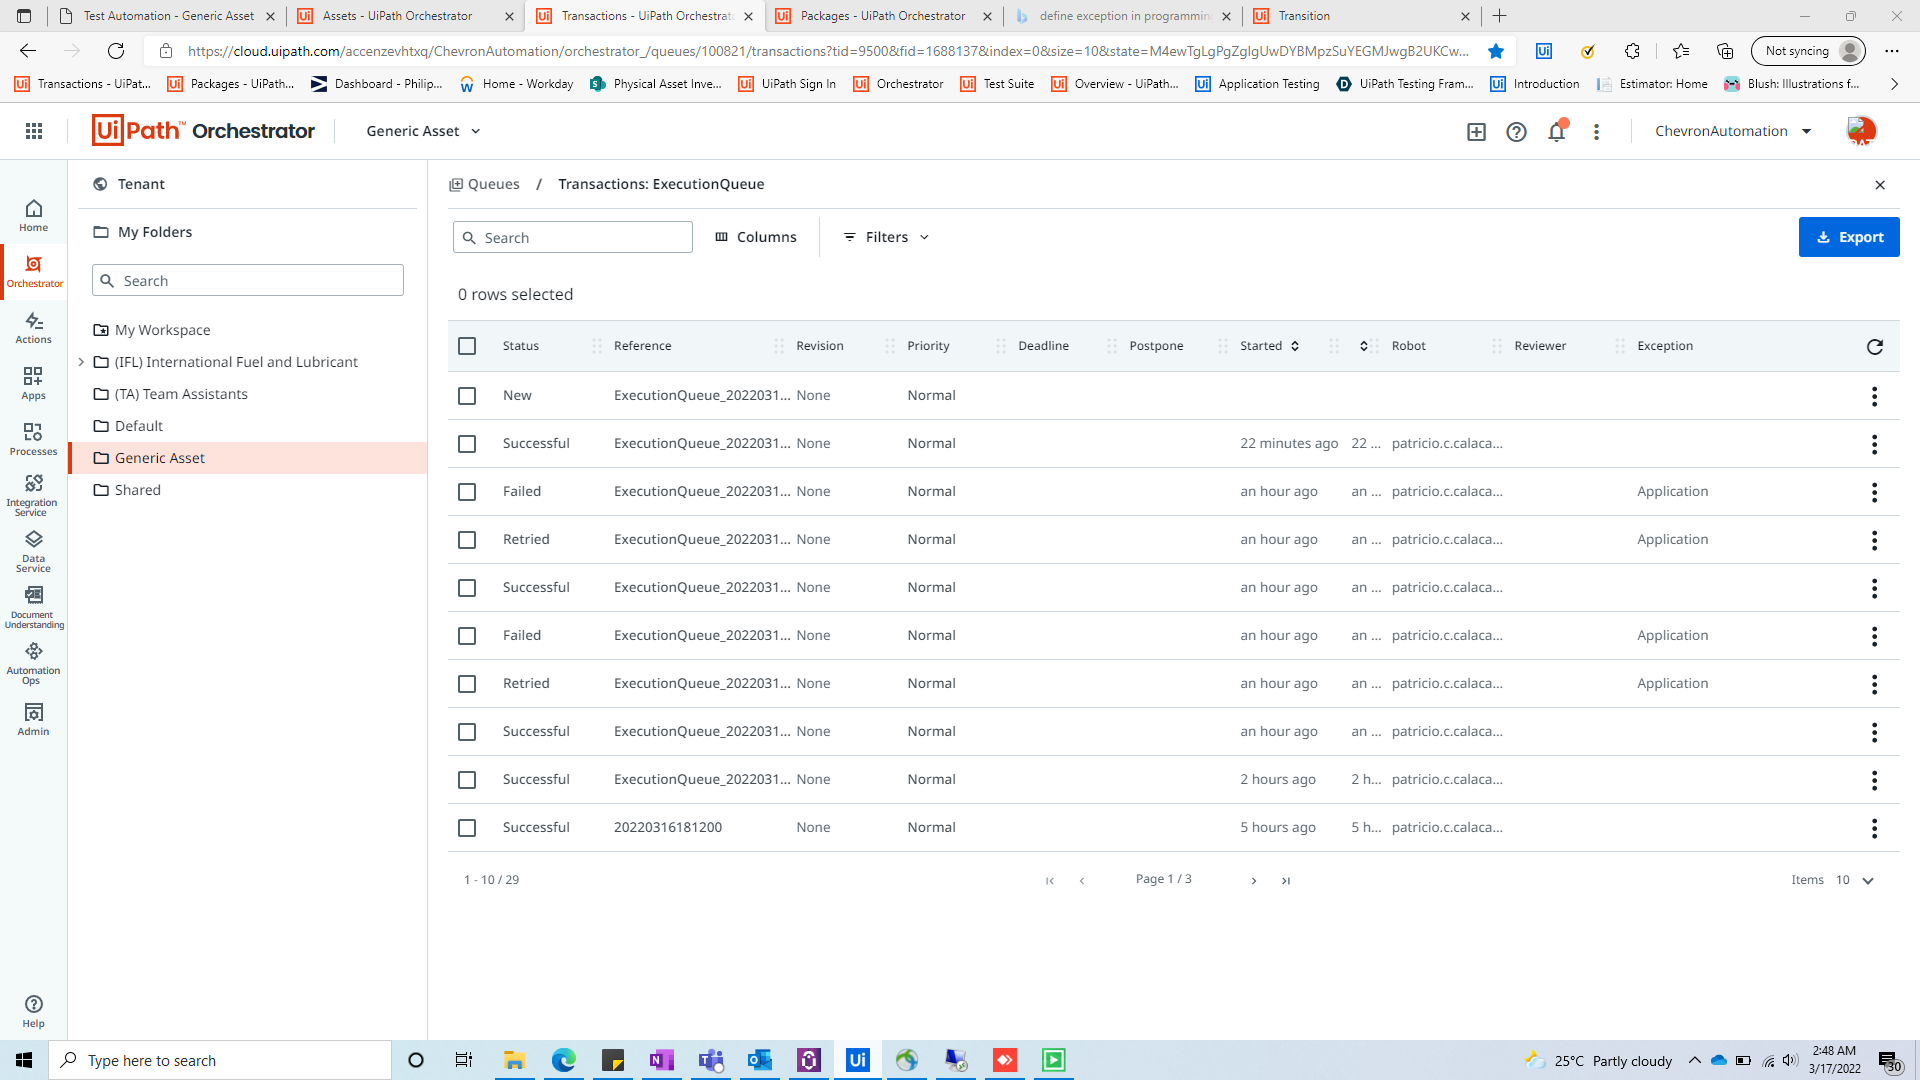 Test Automation - Generic Asset
Assets - UiPath Orchestrator
Transactions - UiPath Orchestrat
Packages - UiPath Orchestrator
define exception in programmin
Transition
https://cloud.uipath.com/accenzevhtxq/ChevronAutomation/orchestrator_/queues/100821/transactions?tid=9500&fid=1688137&index=0&size=10&state=M4ewTgLgPgZglgUwDYBMpzSuYEGMJwgB2UKCw...
Not syncing
Transactions - UiPat...
Packages - UiPath...
Dashboard - Philip...
Home - Workday
Physical Asset Inve...
UiPath Sign In
Orchestrator
Test Suite
Overview - UiPath...
Application Testing
UiPath Testing Fram...
Introduction
Estimator: Home
Blush: Illustrations f...
UiPath™ Orchestrator
Generic Asset
ChevronAutomation
Home
Orchestrator
Actions
Apps
Processes
Integration
Service
Data
Service
Document
Understanding
Automation
Ops
Admin
Help
Tenant
My Folders
Search
My Workspace
(IFL) International Fuel and Lubricant
(TA) Team Assistants
Default
Generic Asset
Shared
Queues / Transactions: ExecutionQueue
Search
Columns
Filters
Export
0 rows selected
Status Reference Revision Priority Deadline Postpone Started Robot Reviewer Exception
New ExecutionQueue_2022031... None Normal
Successful ExecutionQueue_2022031... None Normal 22 minutes ago 22 ... patricio.c.calaca...
Failed ExecutionQueue_2022031... None Normal an hour ago an ... patricio.c.calaca... Application
Retried ExecutionQueue_2022031... None Normal an hour ago an ... patricio.c.calaca... Application
Successful ExecutionQueue_2022031... None Normal an hour ago an ... patricio.c.calaca...
Failed ExecutionQueue_2022031... None Normal an hour ago an ... patricio.c.calaca... Application
Retried ExecutionQueue_2022031... None Normal an hour ago an ... patricio.c.calaca... Application
Successful ExecutionQueue_2022031... None Normal an hour ago an ... patricio.c.calaca...
Successful ExecutionQueue_2022031... None Normal 2 hours ago 2 h... patricio.c.calaca...
Successful 20220316181200 None Normal 5 hours ago 5 h... patricio.c.calaca...
1 - 10 / 29
Page 1 / 3
Items 10
Type here to search
25°C Partly cloudy
2:48 AM
3/17/2022
30